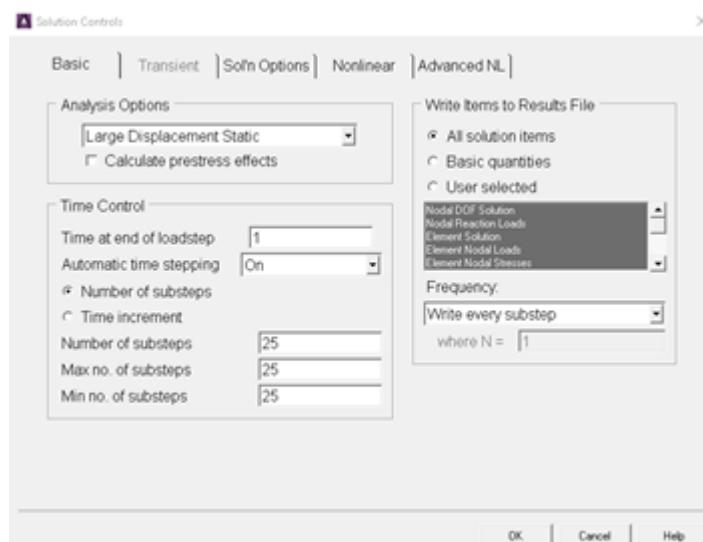 Solution Controls
Basic
Transient
Sol'n Options
Nonlinear
Advanced NL
Analysis Options
Large Displacement Static
Calculate prestress effects
Time Control
Time at end of loadstep 1
Automatic time stepping On
Number of substeps
Time increment
Number of substeps 25
Max no. of substeps 25
Min no. of substeps 25
Write Items to Results File
All solution items
Basic quantities
User selected
Nodal DOF Solution
Nodal Reaction Loads
Element Solution
Element Nodal Loads
Element Nodal Stresses
Frequency:
Write every substep
where N = 1
OK
Cancel
Help